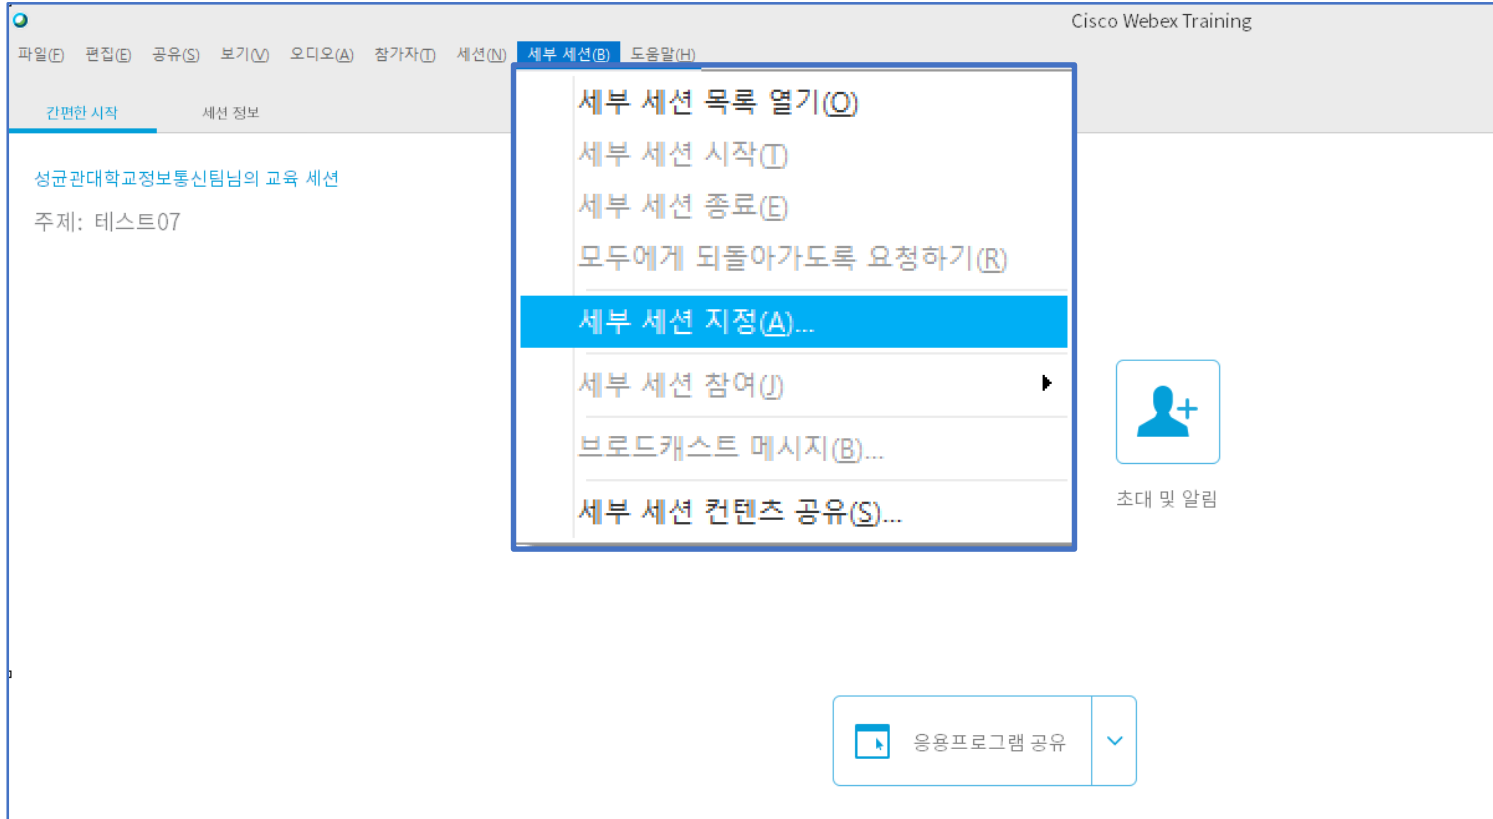 Cisco Webex Training
파일(F) 편집(E) 공유(S) 보기(V) 오디오(A) 참가자(T) 세션(N) 세부 세션(B) 도움말(H)
간편한 시작 세션 정보
성균관대학교정보통신팀님의 교육 세션
주제: 테스트07
세부 세션 목록 열기(O)
세부 세션 시작(T)
세부 세션 종료(E)
모두에게 되돌아가도록 요청하기(R)
세부 세션 지정(A)...
세부 세션 참여(J)
브로드캐스트 메시지(B)...
세부 세션 컨텐츠 공유(S)...
초대 및 알림
응용프로그램 공유